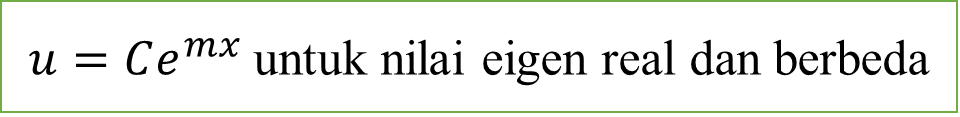 𝑢 = 𝐶𝑒^{𝑚𝑥} untuk nilai eigen real dan berbeda